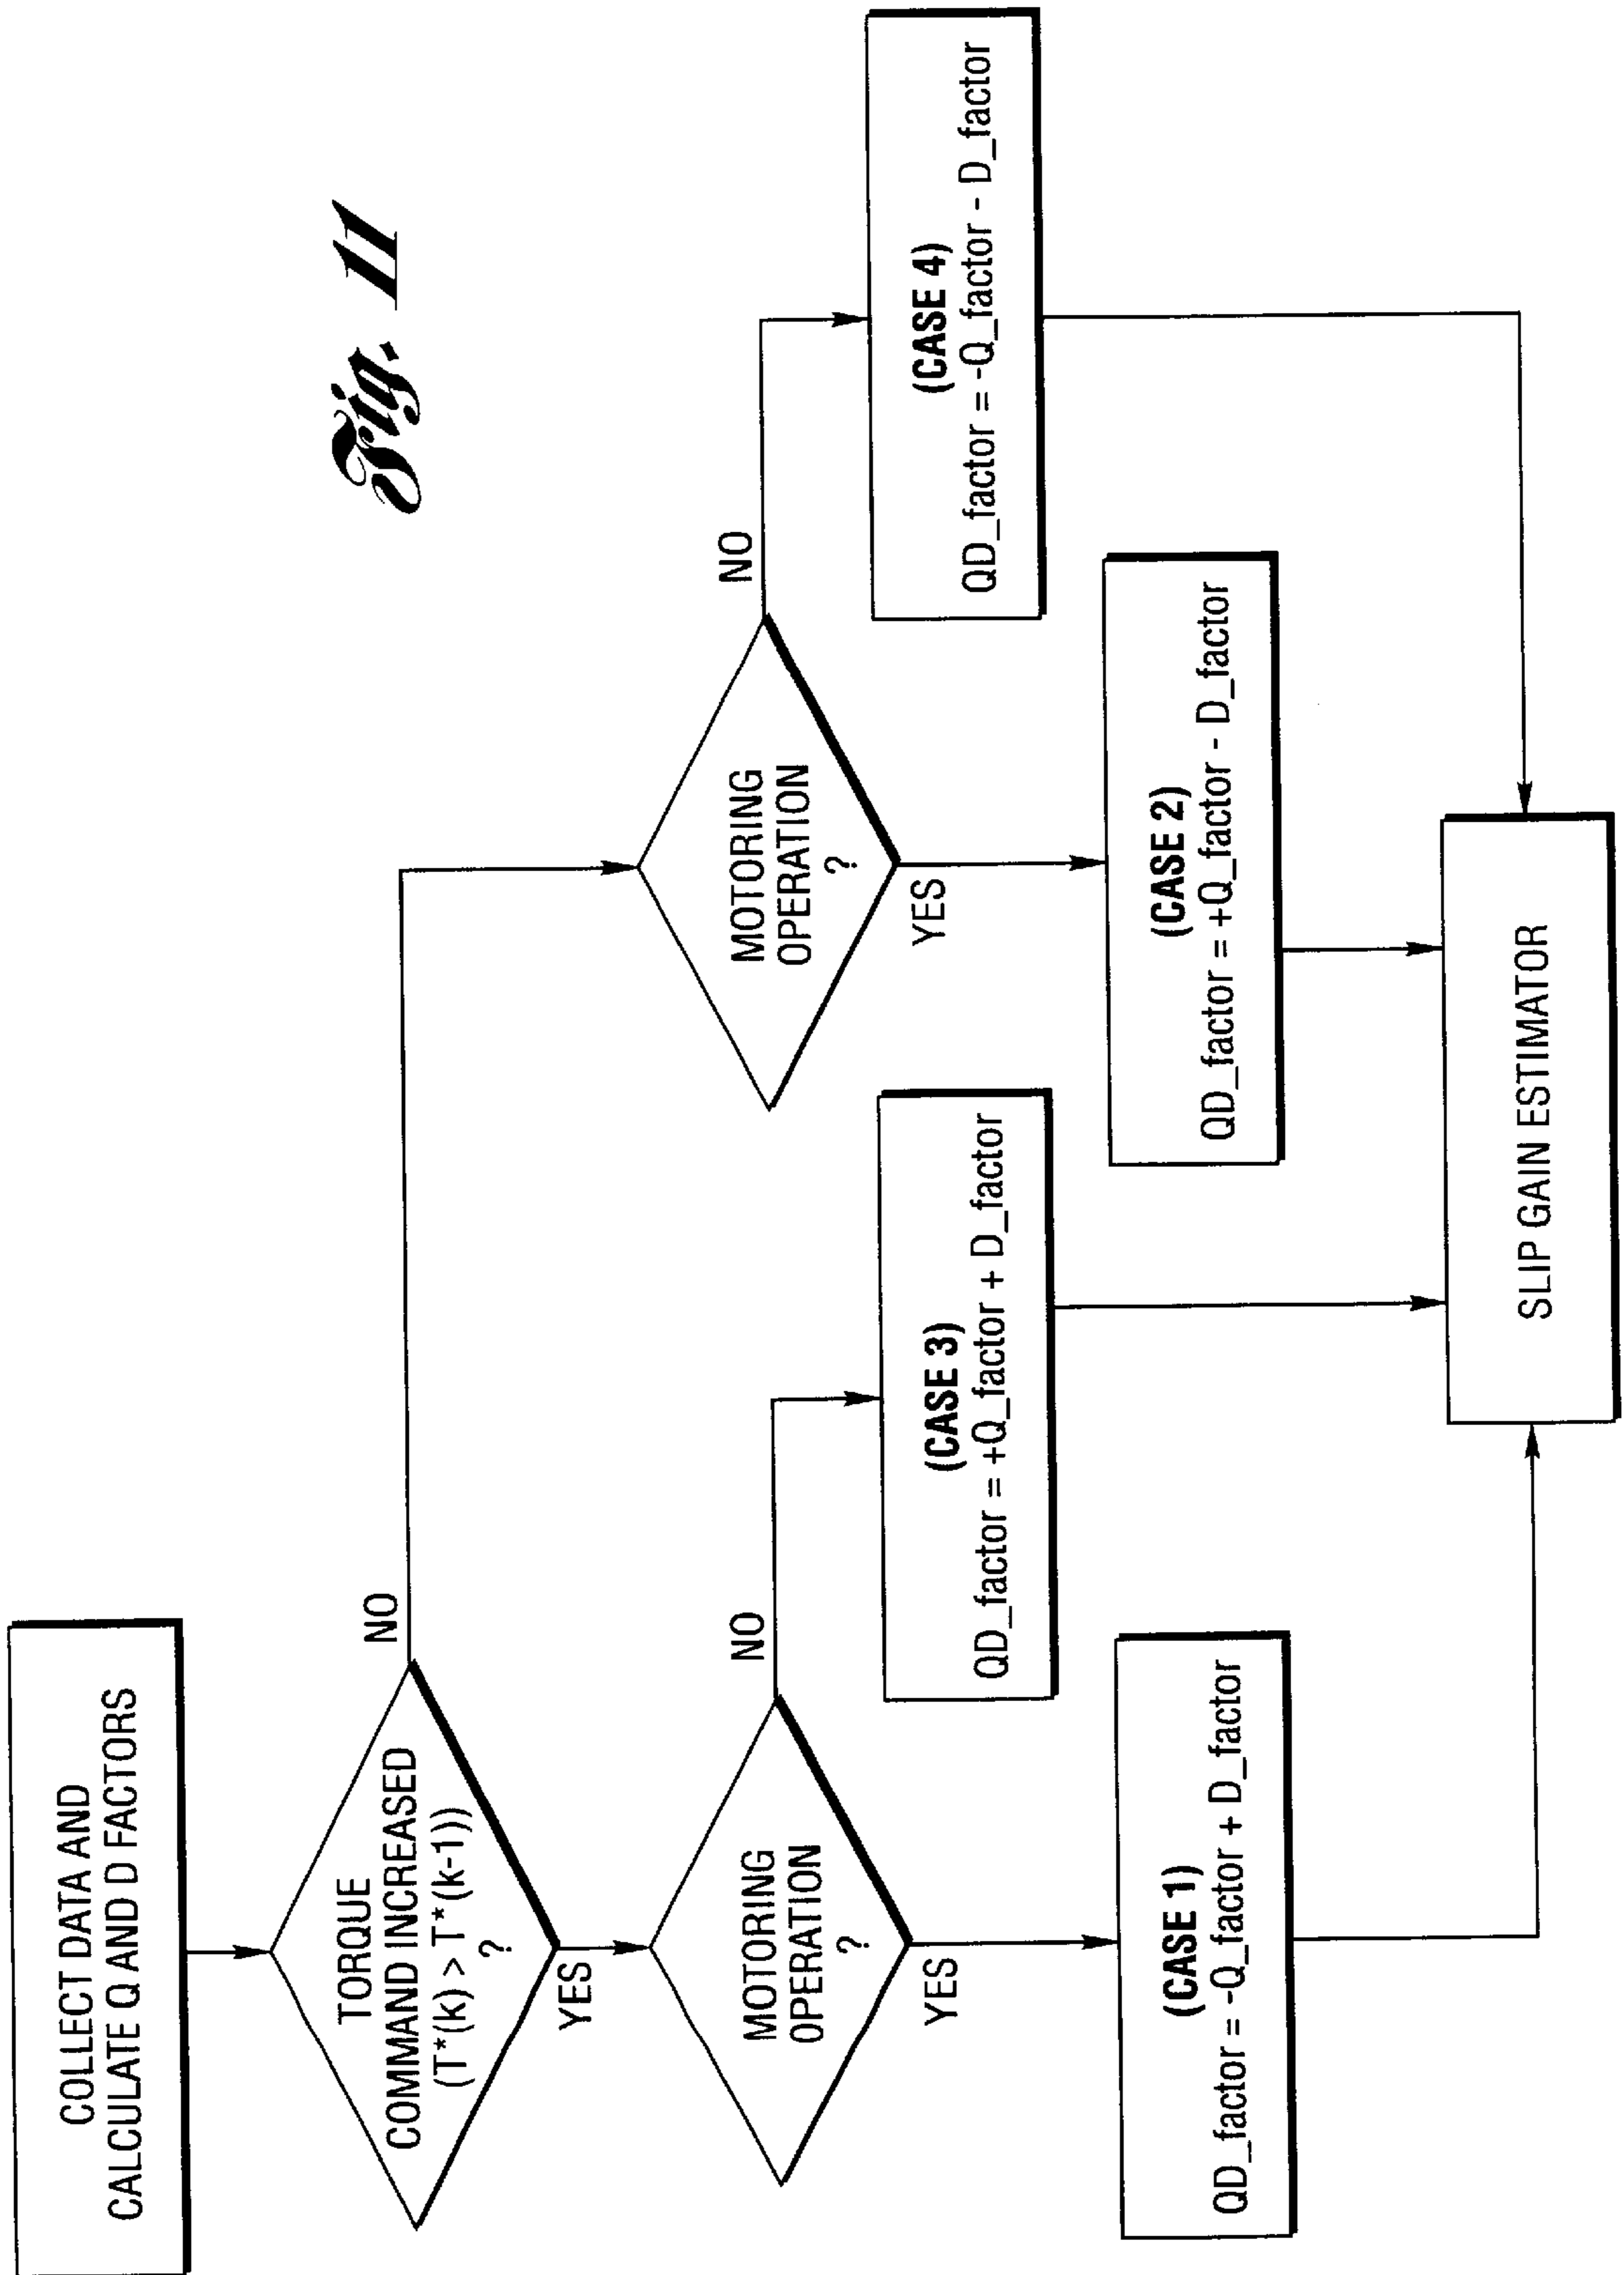 Fig. 11
COLLECT DATA AND
CALCULATE Q AND D FACTORS
TORQUE
COMMAND INCREASED
(T*(k) > T*(k-1))
?
NO
YES
MOTORING
OPERATION
?
NO
YES
MOTORING
OPERATION
?
NO
YES
(CASE 1)
QD_factor = -Q_factor + D_factor
(CASE 3)
QD_factor = +Q_factor + D_factor
(CASE 2)
QD_factor = +Q_factor - D_factor
(CASE 4)
QD_factor = -Q_factor - D_factor
SLIP GAIN ESTIMATOR